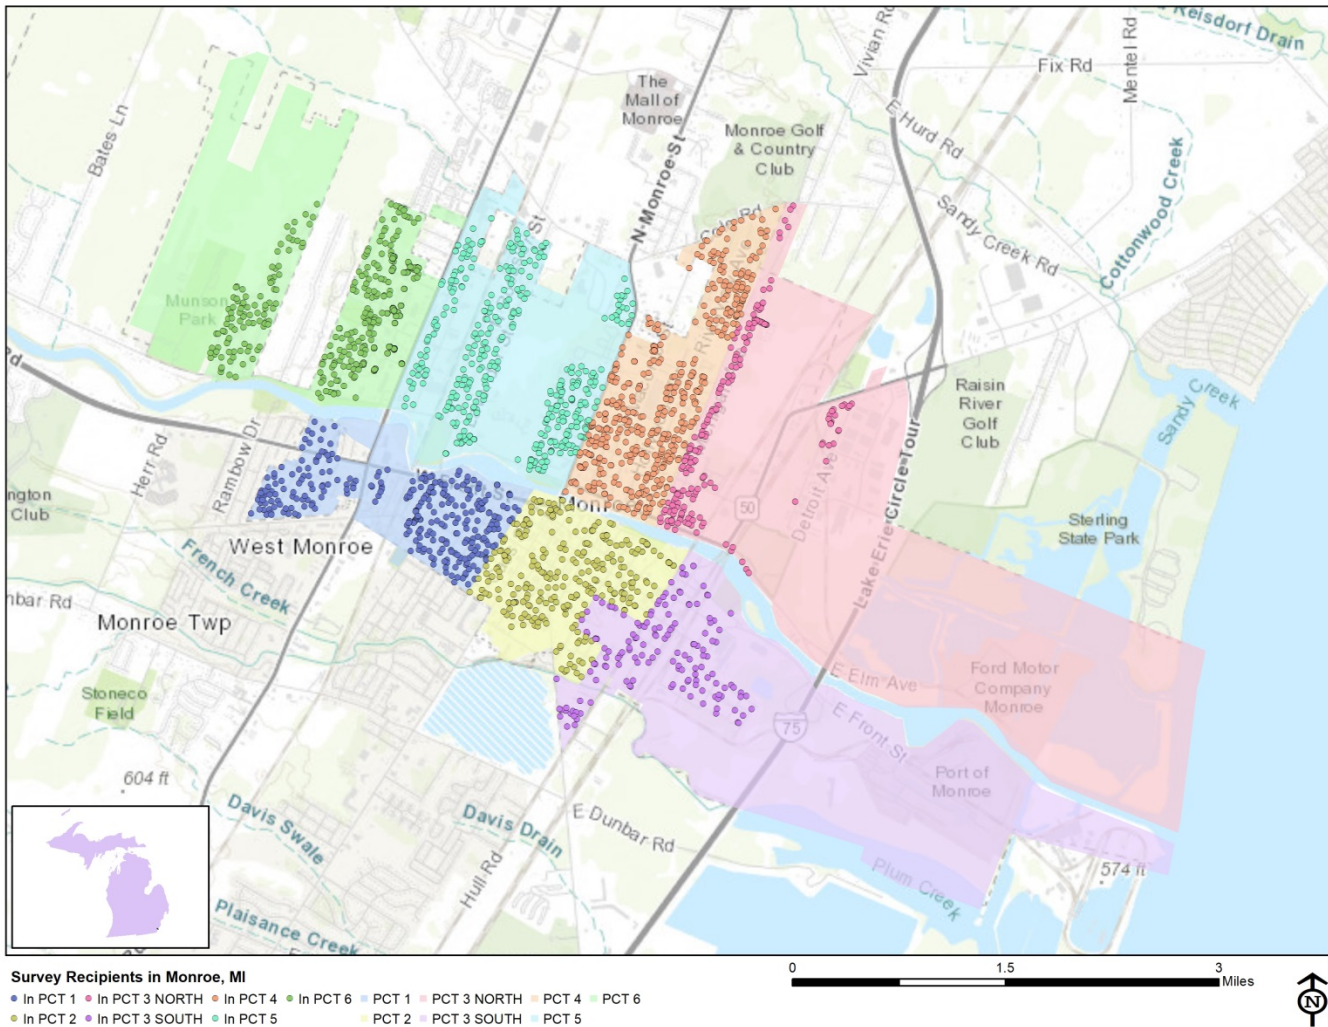 Reisdorf Drain
Mentel Rd
Fix Rd
Vivian Rd
The
Mall of
Monroe
Bates Ln
Monroe Golf
& Country
Club
E Hurd Rd
Cottonwood Creek
N Monroe St
Sandy Creek Rd
St
Munson
Park
Rd
Raisin
River
Golf
Club
Sandy Creek
Herr Rd
Rambow Dr
Lake Erie Circle Tour
Detroit Ave
50
ngton
Club
Sterling
State Park
West Monroe
French Creek
nbar Rd
Monroe Twp
E Elm Ave
Ford Motor
Company
Monroe
Stoneco
Field
E Front St
75
Port of
Monroe
604 ft
Davis Swale
Davis Drain
E Dunbar Rd
574 ft
Plum Creek
Hull Rd
Plaisance Creek
Survey Recipients in Monroe, MI
In PCT 1 In PCT 3 NORTH In PCT 4 In PCT 6 PCT 1 PCT 3 NORTH PCT 4 PCT 6
In PCT 2 In PCT 3 SOUTH In PCT 5 PCT 2 PCT 3 SOUTH PCT 5
0 1.5 3
Miles
N